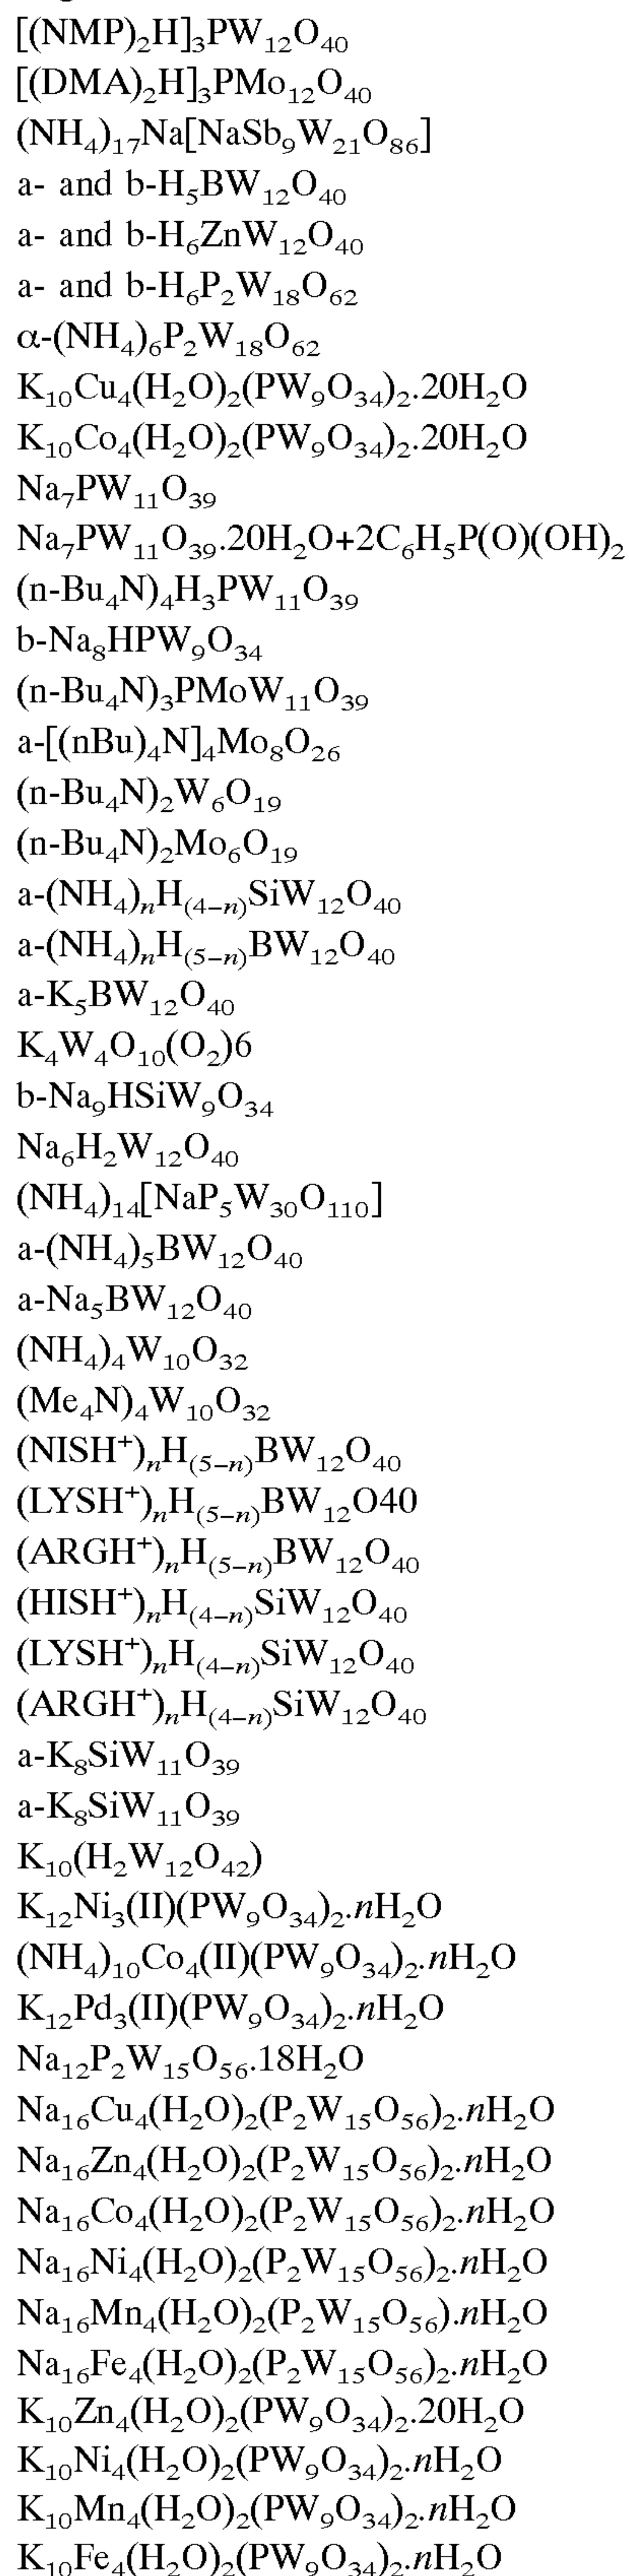 [(NMP)₂H]₃PW₁₂O₄₀
[(DMA)₂H]₃PMo₁₂O₄₀
(NH₄)₁₇Na[NaSb₉W₂₁O₈₆]
a- and b-H₅BW₁₂O₄₀
a- and b-H₆ZnW₁₂O₄₀
a- and b-H₆P₂W₁₈O₆₂
α-(NH₄)₆P₂W₁₈O₆₂
K₁₀Cu₄(H₂O)₂(PW₉O₃₄)₂.20H₂O
K₁₀Co₄(H₂O)₂(PW₉O₃₄)₂.20H₂O
Na₇PW₁₁O₃₉
Na₇PW₁₁O₃₉.20H₂O+2C₆H₅P(O)(OH)₂
(n-Bu₄N)₄H₃PW₁₁O₃₉
b-Na₈HPW₉O₃₄
(n-Bu₄N)₃PMoW₁₁O₃₉
a-[(nBu)₄N]₄Mo₈O₂₆
(n-Bu₄N)₂W₆O₁₉
(n-Bu₄N)₂Mo₆O₁₉
a-(NH₄)ₙH₍₄₋ₙ₎SiW₁₂O₄₀
a-(NH₄)ₙH₍₅₋ₙ₎BW₁₂O₄₀
a-K₅BW₁₂O₄₀
K₄W₄O₁₀(O₂)6
b-Na₉HSiW₉O₃₄
Na₆H₂W₁₂O₄₀
(NH₄)₁₄[NaP₅W₃₀O₁₁₀]
a-(NH₄)₅BW₁₂O₄₀
a-Na₅BW₁₂O₄₀
(NH₄)₄W₁₀O₃₂
(Me₄N)₄W₁₀O₃₂
(NISH⁺)ₙH₍₅₋ₙ₎BW₁₂O₄₀
(LYSH⁺)ₙH₍₅₋ₙ₎BW₁₂O40
(ARGH⁺)ₙH₍₅₋ₙ₎BW₁₂O₄₀
(HISH⁺)ₙH₍₄₋ₙ₎SiW₁₂O₄₀
(LYSH⁺)ₙH₍₄₋ₙ₎SiW₁₂O₄₀
(ARGH⁺)ₙH₍₄₋ₙ₎SiW₁₂O₄₀
a-K₈SiW₁₁O₃₉
a-K₈SiW₁₁O₃₉
K₁₀(H₂W₁₂O₄₂)
K₁₂Ni₃(II)(PW₉O₃₄)₂.nH₂O
(NH₄)₁₀Co₄(II)(PW₉O₃₄)₂.nH₂O
K₁₂Pd₃(II)(PW₉O₃₄)₂.nH₂O
Na₁₂P₂W₁₅O₅₆.18H₂O
Na₁₆Cu₄(H₂O)₂(P₂W₁₅O₅₆)₂.nH₂O
Na₁₆Zn₄(H₂O)₂(P₂W₁₅O₅₆)₂.nH₂O
Na₁₆Co₄(H₂O)₂(P₂W₁₅O₅₆)₂.nH₂O
Na₁₆Ni₄(H₂O)₂(P₂W₁₅O₅₆)₂.nH₂O
Na₁₆Mn₄(H₂O)₂(P₂W₁₅O₅₆).nH₂O
Na₁₆Fe₄(H₂O)₂(P₂W₁₅O₅₆)₂.nH₂O
K₁₀Zn₄(H₂O)₂(PW₉O₃₄)₂.20H₂O
K₁₀Ni₄(H₂O)₂(PW₉O₃₄)₂.nH₂O
K₁₀Mn₄(H₂O)₂(PW₉O₃₄)₂.nH₂O
K₁₀Fe₄(H₂O)₂(PW₉O₃₄)₂.nH₂O